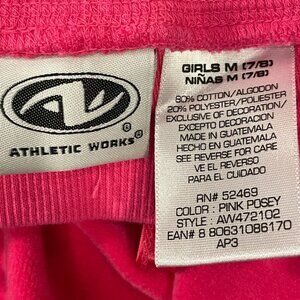 ATHLETIC WORKS®
GIRLS M (7/8)
NIÑAS M (7/8)
80% COTTON/ALGODON
20% POLYESTER/POLIESTER
EXCLUSIVE OF DECORATION/
EXCEPTO DECORACION
MADE IN GUATEMALA
HECHO EN GUATEMALA
SEE REVERSE FOR CARE
VE EL REVERSO
PARA EL CUIDADO
RN# 52469
COLOR : PINK POSEY
STYLE : AW472102
EAN# 8 80631086170
AP3